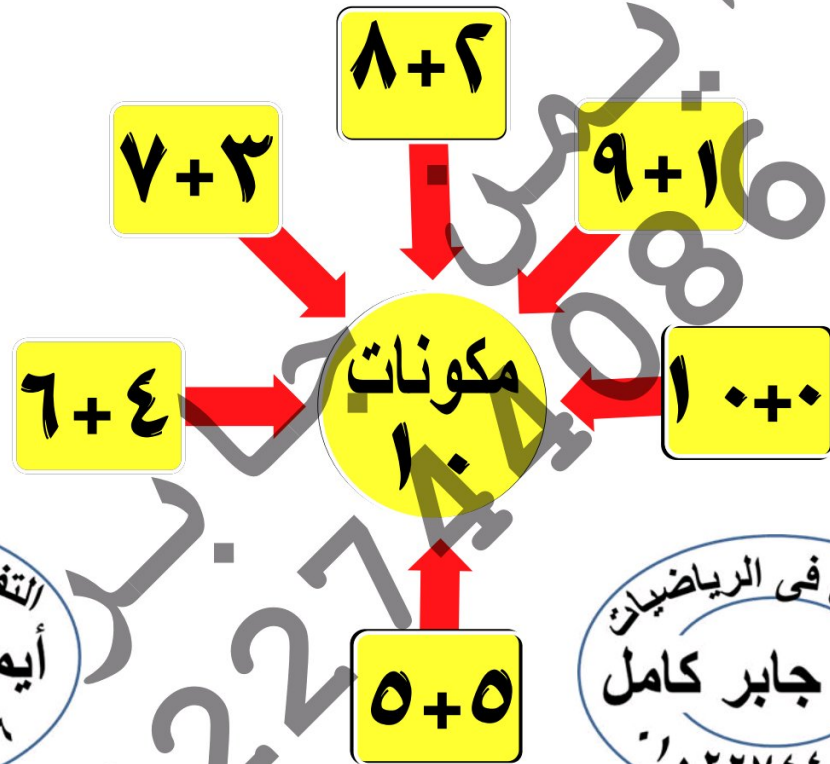 ٨+٢
٧+٣
٩+١
مكونات
١٠
٦+٤
١٠+٠
٥+٥
فى الرياضيات
جابر كامل